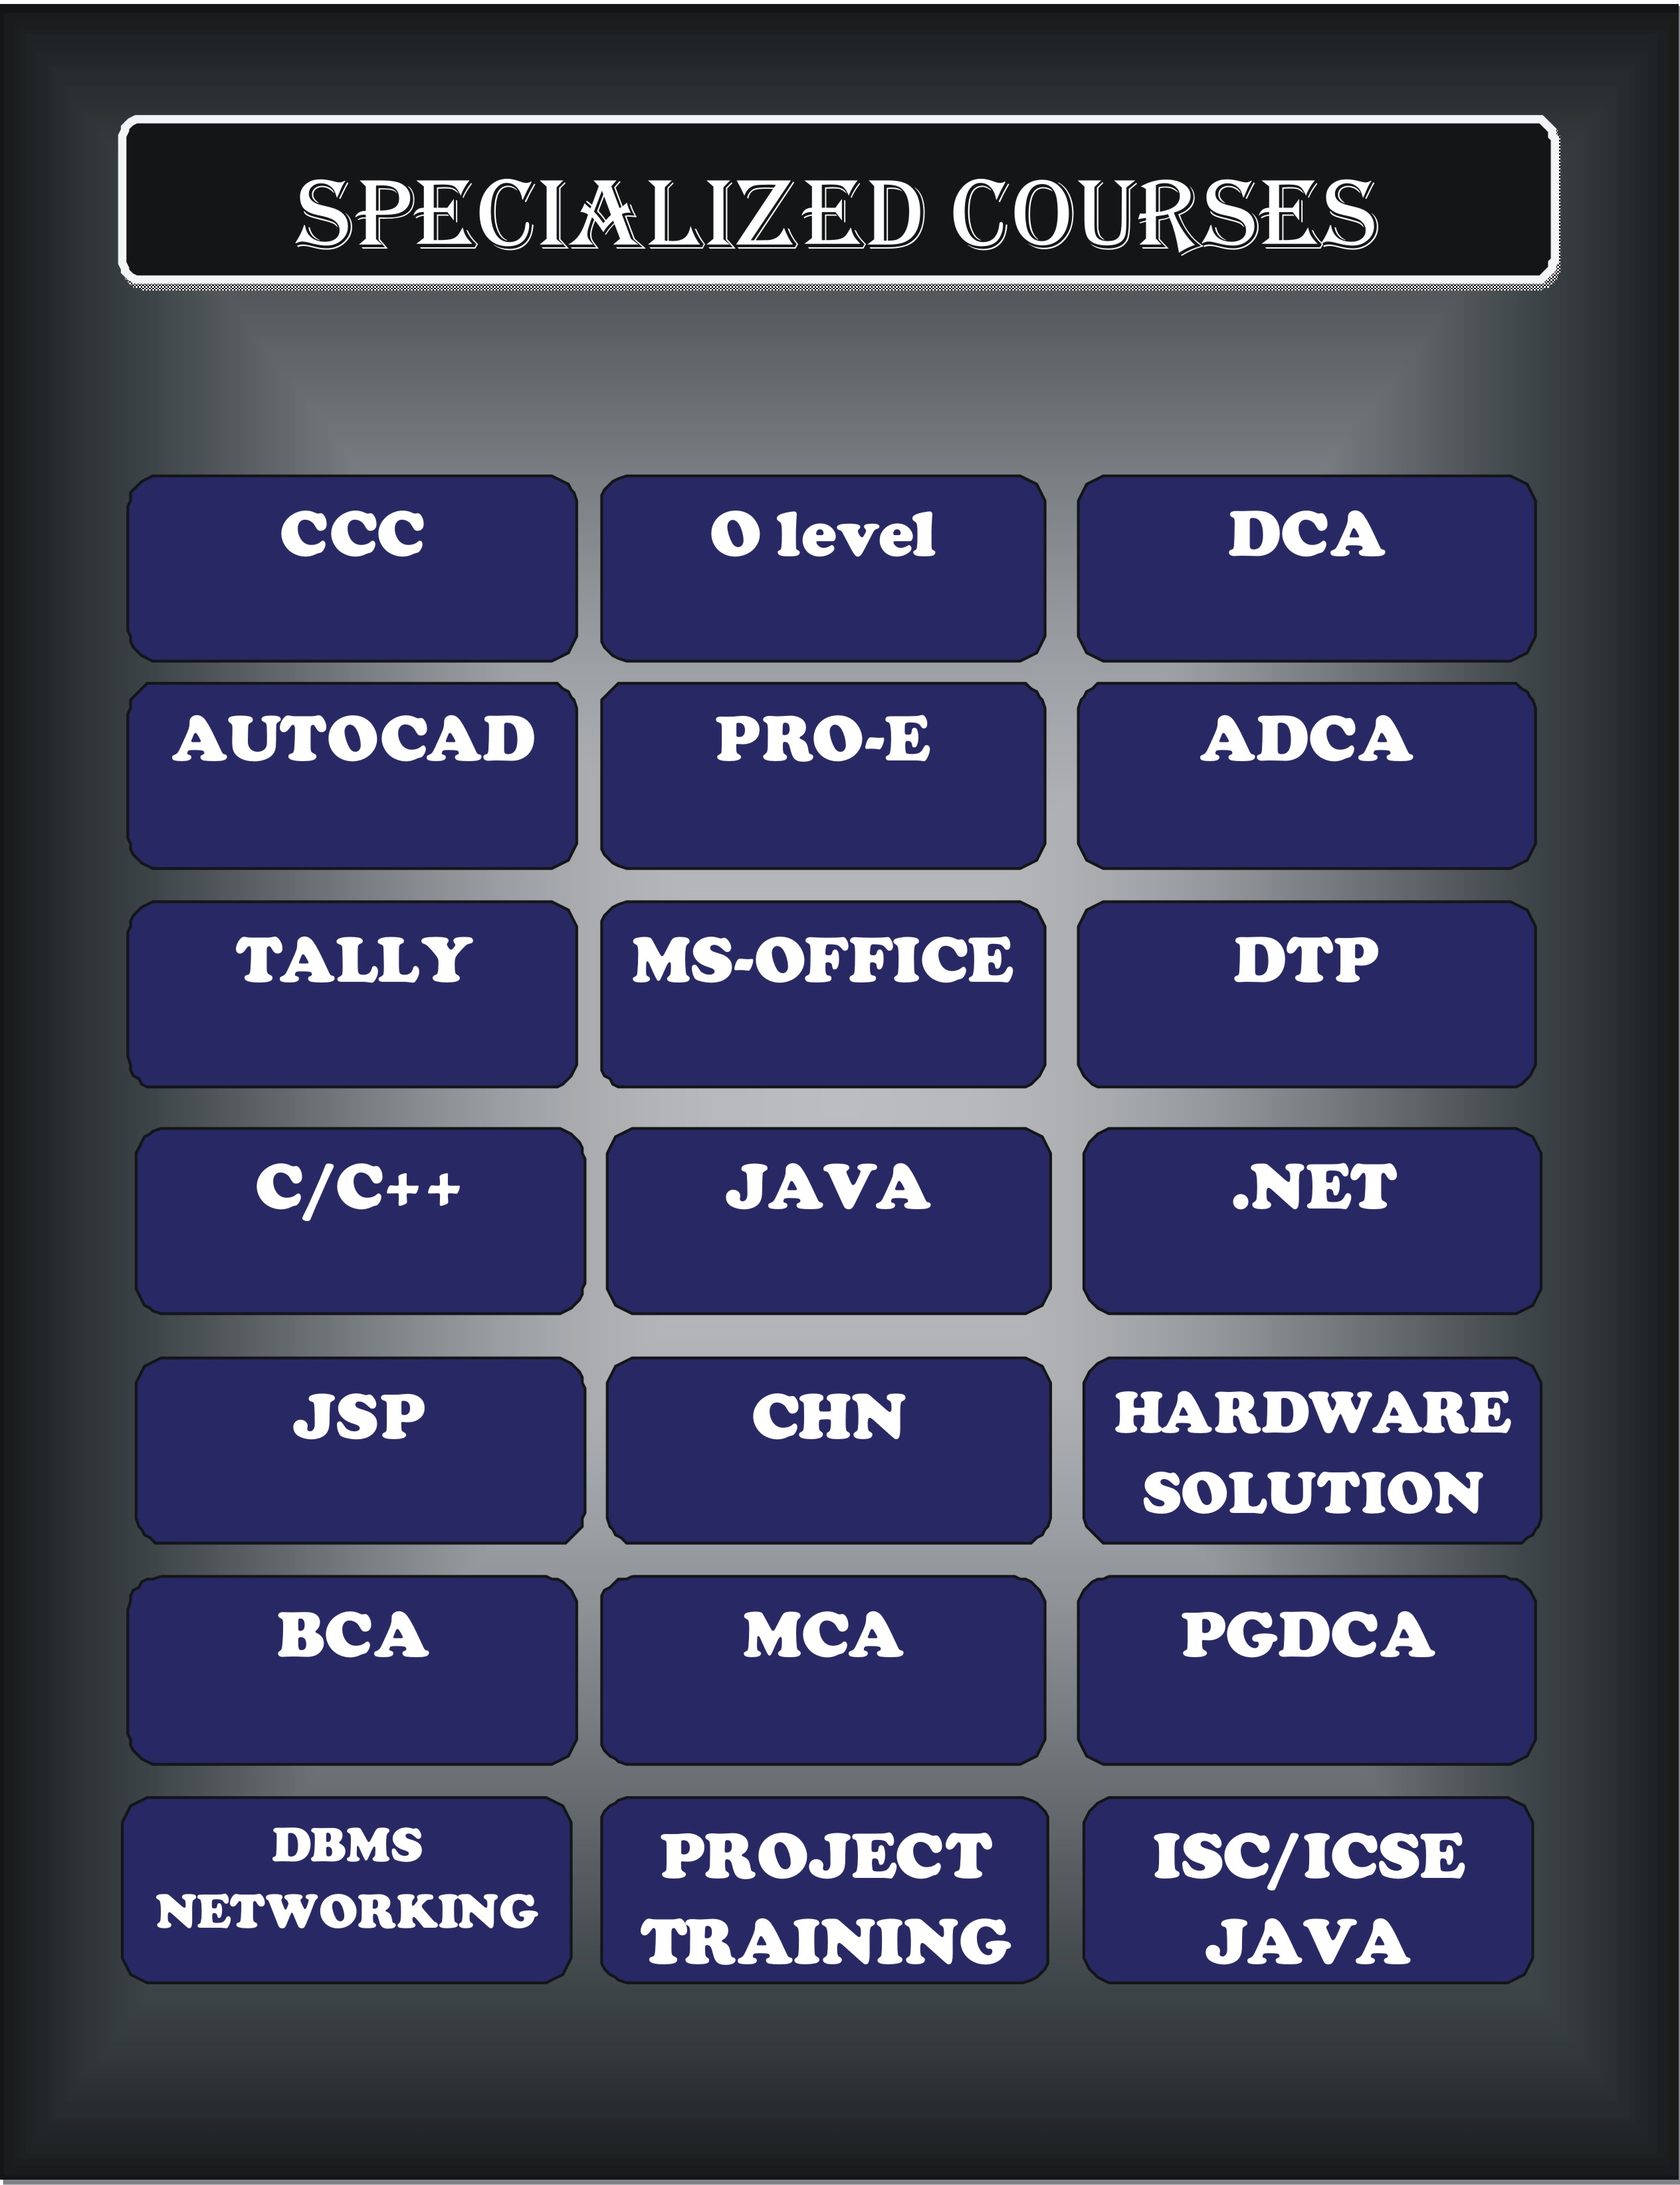 SPECIALIZED COURSES
CCC
O level
DCA
AUTOCAD
PRO-E
ADCA
TALLY
MS-OFFICE
DTP
C/C++
JAVA
.NET
JSP
CHN
HARDWARE
SOLUTION
BCA
MCA
PGDCA
DBMS
NETWORKING
PROJECT
TRAINING
ISC/ICSE
JAVA